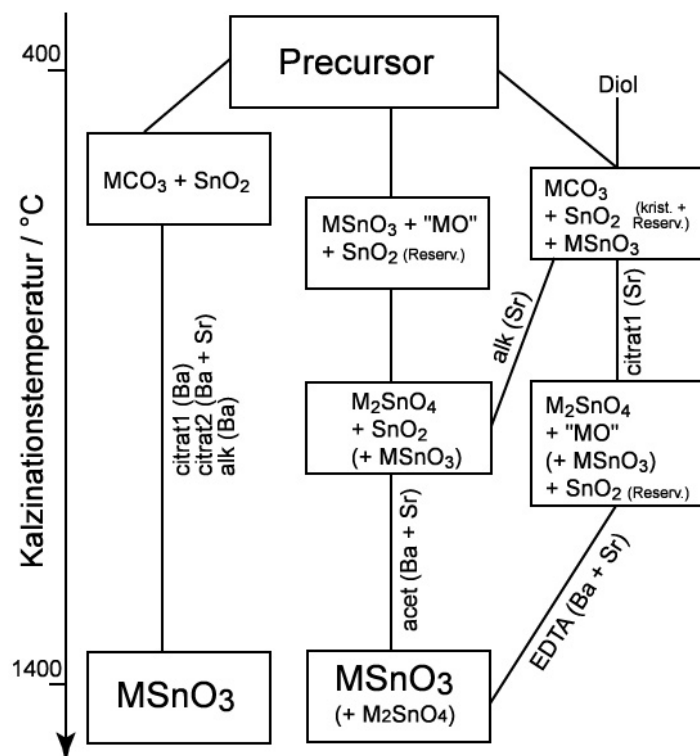 400
Precursor
Diol
MCO₃ + SnO₂
MSnO₃ + "MO"
+ SnO₂ (Reserv.)
MCO₃
+ SnO₂ (krist. +
Reserv.)
+ MSnO₃
Kalzinationstemperatur / °C
citrat1 (Ba)
citrat2 (Ba + Sr)
alk (Ba)
alk (Sr)
citrat1 (Sr)
M₂SnO₄
+ SnO₂
(+ MSnO₃)
M₂SnO₄
+ "MO"
(+ MSnO₃)
+ SnO₂ (Reserv.)
acet (Ba + Sr)
EDTA (Ba + Sr)
1400
MSnO₃
MSnO₃
(+ M₂SnO₄)